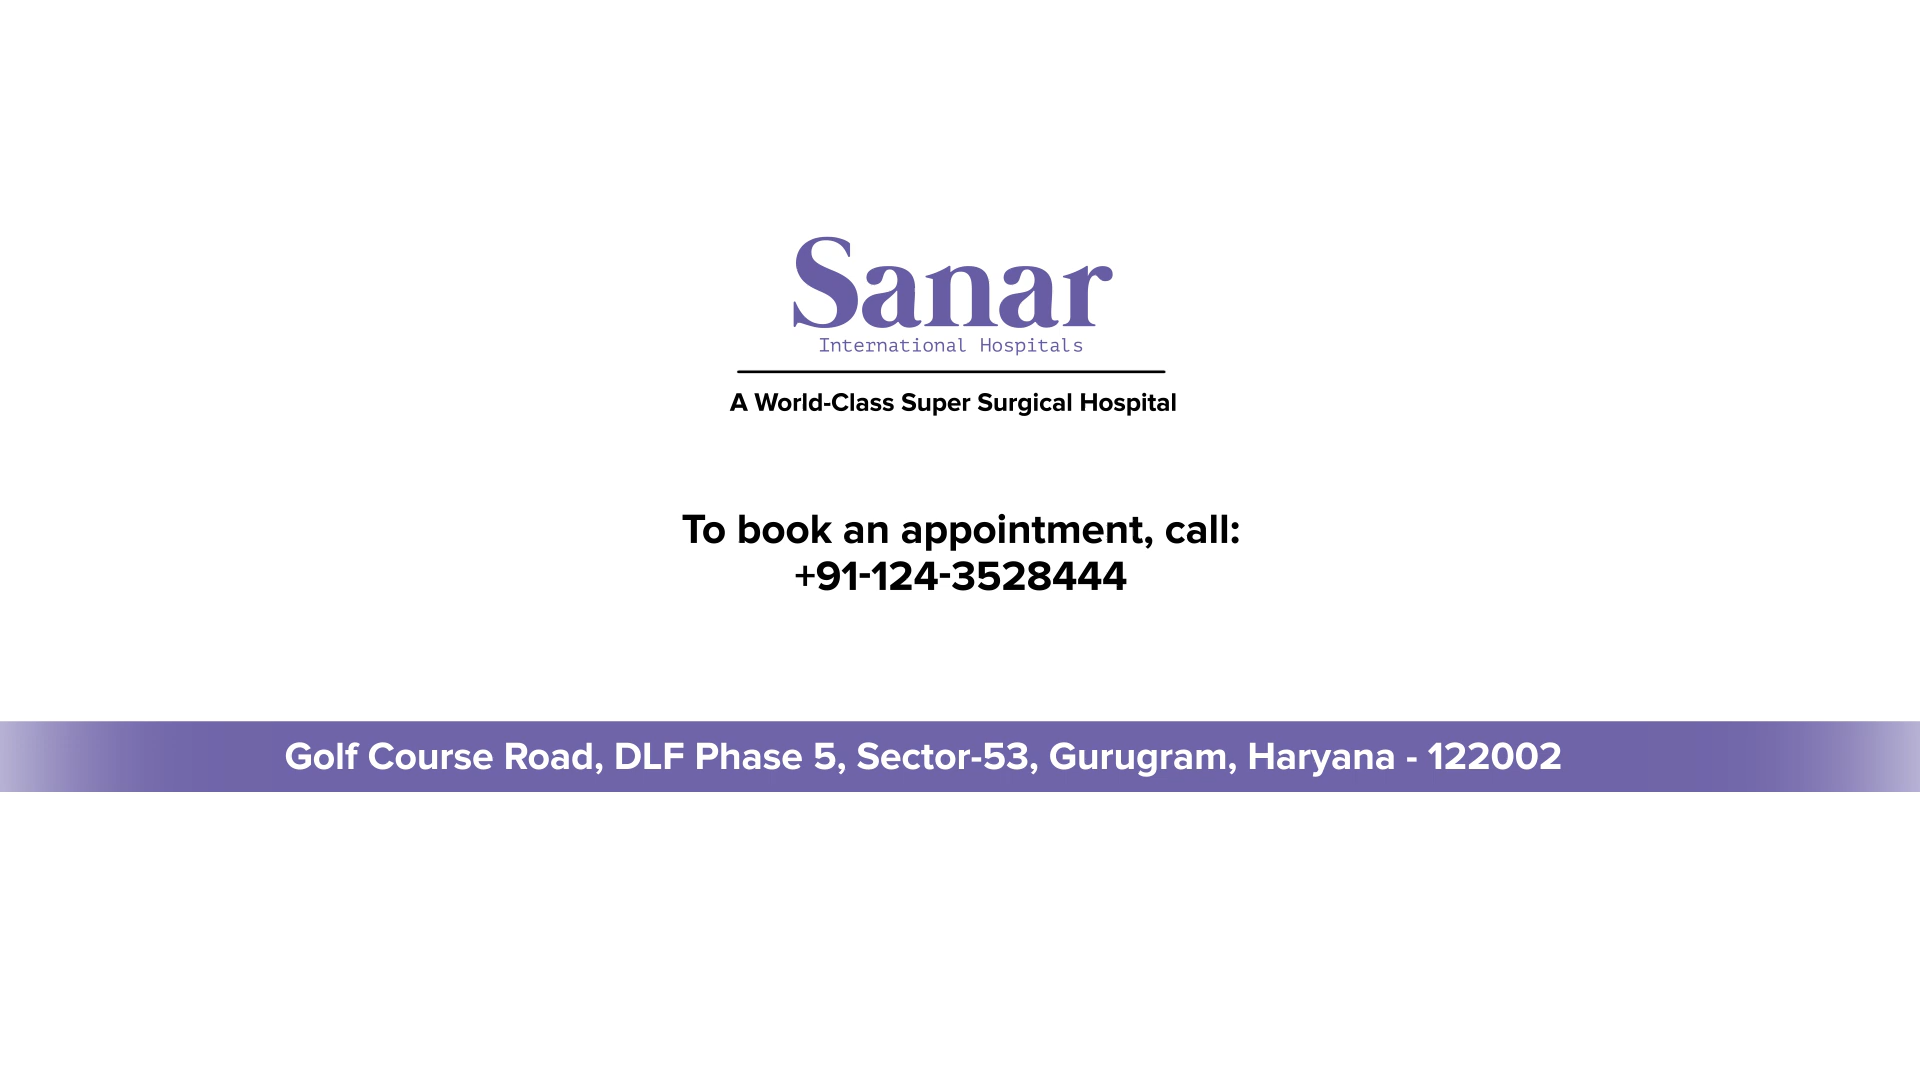 Sanar
International Hospitals
A World-Class Super Surgical Hospital
To book an appointment, call:
+91-124-3528444
Golf Course Road, DLF Phase 5, Sector-53, Gurugram, Haryana - 122002